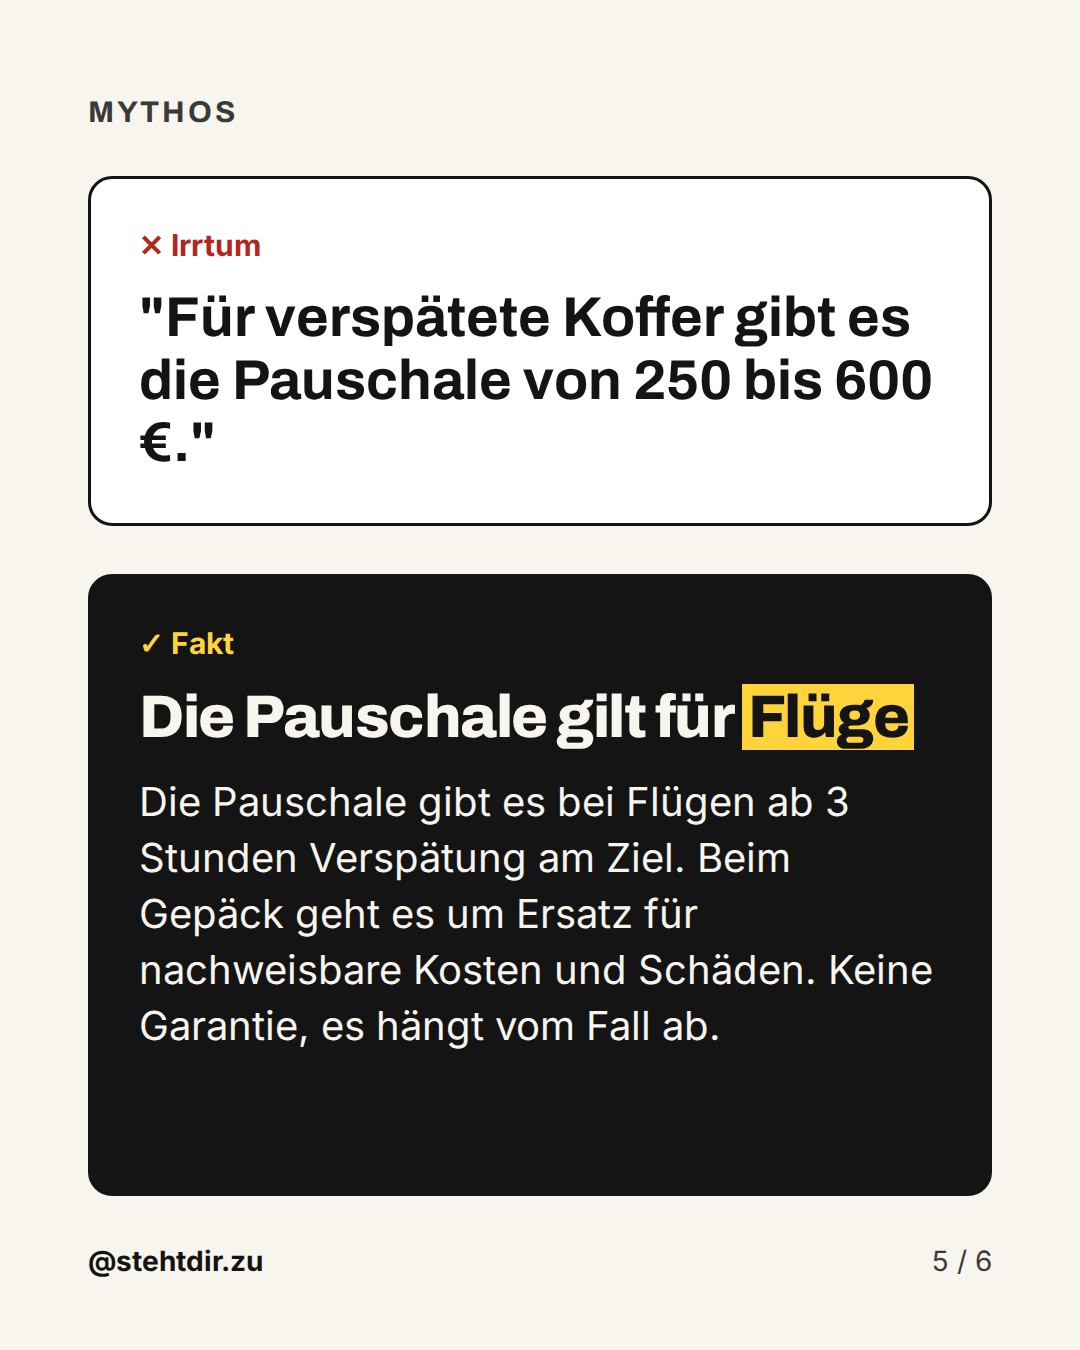 MYTHOS
✕ Irrtum
"Für verspätete Koffer gibt es
die Pauschale von 250 bis 600
€."
✓ Fakt
Die Pauschale gilt für Flüge
Die Pauschale gibt es bei Flügen ab 3
Stunden Verspätung am Ziel. Beim
Gepäck geht es um Ersatz für
nachweisbare Kosten und Schäden. Keine
Garantie, es hängt vom Fall ab.
@stehtdir.zu
5 / 6